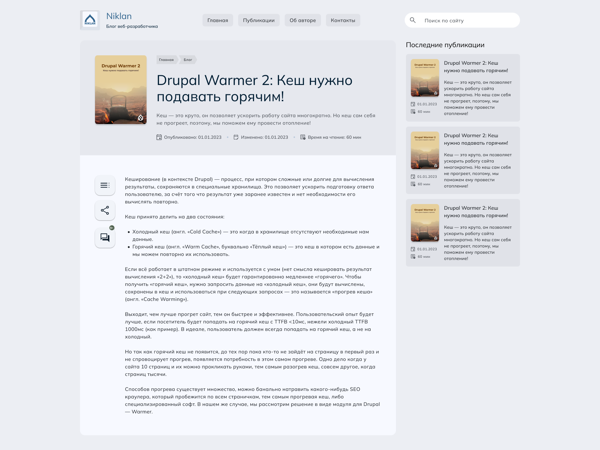 Niklan
Блог веб-разработчика
Главная
Публикации
Об авторе
Контакты
Поиск по сайту
Drupal Warmer 2
Главная
Блог
Drupal Warmer 2: Кеш нужно
подавать горячим!
Кеш — это круто, он позволяет ускорить работу сайта многократно. Но кеш сам себя
не прогреет, поэтому, мы поможем ему провести отопление!
Опубликовано: 01.01.2023
Изменено: 01.01.2023
Время на чтение: 60 мин
Кеширование (в контексте Drupal) — процесс, при котором сложные или долгие для вычисления
результаты, сохраняются в специальные хранилища. Это позволяет ускорить подготовку ответа
пользователю, за счёт того что результат уже заранее известен и нет необходимости его
вычислять повторно.
Кеш принято делить на два состояния:
Холодный кеш (англ. «Cold Cache») — это когда в хранилище отсутствуют необходимые нам
данные.
Горячий кеш (англ. «Warm Cache», буквально «Тёплый кеш») — это кеш в котором есть данные и
мы можем повторно их использовать.
Если всё работает в штатном режиме и используется с умом (нет смысла кешировать результат
вычисления «2+2»), то «холодный кеш» будет гарантированно медленнее «горячего». Чтобы
получить «горячий кеш», нужно запросить данные на «холодный кеш», они будут вычислены,
сохранены в кеш и использоваться при следующих запросах — это называется «прогрев кеша»
(англ. «Cache Warming»).
Выходит, чем лучше прогрет сайт, тем он быстрее и эффективнее. Пользовательский опыт будет
лучше, если посетитель будет попадать на горячий кеш с TTFB <10мс, нежели холодный TTFB
1000мс (как пример). В идеале, пользователь должен всегда попадать на горячий кеш, а не на
холодный.
Но так как горячий кеш не появится, до тех пор пока кто-то не зайдёт на страницу в первый раз и
не спровоцирует прогрев, появляется потребность в этом самом прогреве. Одно дело когда у
сайта 10 страниц и их можно прокликать руками, тем самым разогрев кеш, совсем другое, когда
страниц тысячи.
Способов прогрева существует множество, можно банально натравить какого-нибудь SEO
краулера, который пробежится по всем страничкам, тем самым прогревая кеш, либо
специализированный софт. В нашем же случае, мы рассмотрим решение в виде модуля для Drupal
— Warmer.
Последние публикации
Drupal Warmer 2
Drupal Warmer 2: Кеш
нужно подавать горячим!
Кеш — это круто, он позволяет
ускорить работу сайта
многократно. Но кеш сам себя
не прогреет, поэтому, мы
поможем ему провести
отопление!
01.01.2023
60 мин
Drupal Warmer 2
Drupal Warmer 2: Кеш
нужно подавать горячим!
Кеш — это круто, он позволяет
ускорить работу сайта
многократно. Но кеш сам себя
не прогреет, поэтому, мы
поможем ему провести
отопление!
01.01.2023
60 мин
Drupal Warmer 2
Drupal Warmer 2: Кеш
нужно подавать горячим!
Кеш — это круто, он позволяет
ускорить работу сайта
многократно. Но кеш сам себя
не прогреет, поэтому, мы
поможем ему провести
отопление!
01.01.2023
60 мин